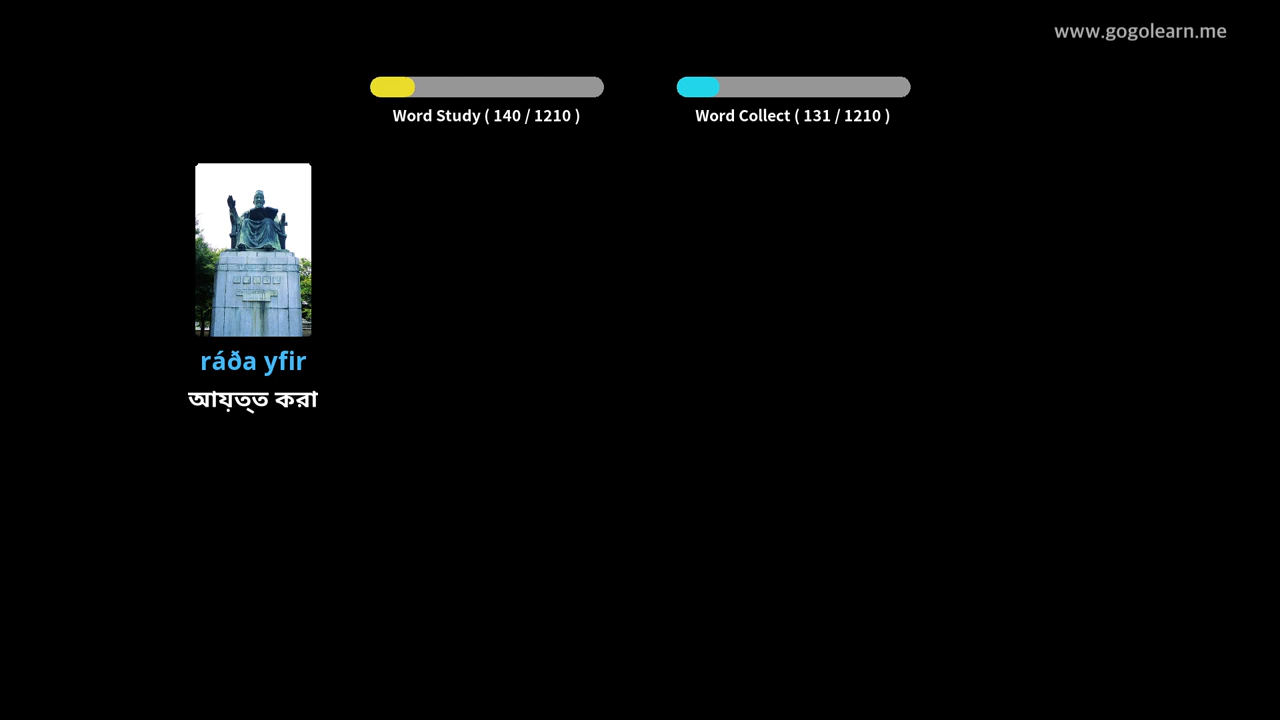 www.gogolearn.me
Word Study ( 140 / 1210 )
Word Collect ( 131 / 1210 )
ráða yfir
আয়ত্ত করা